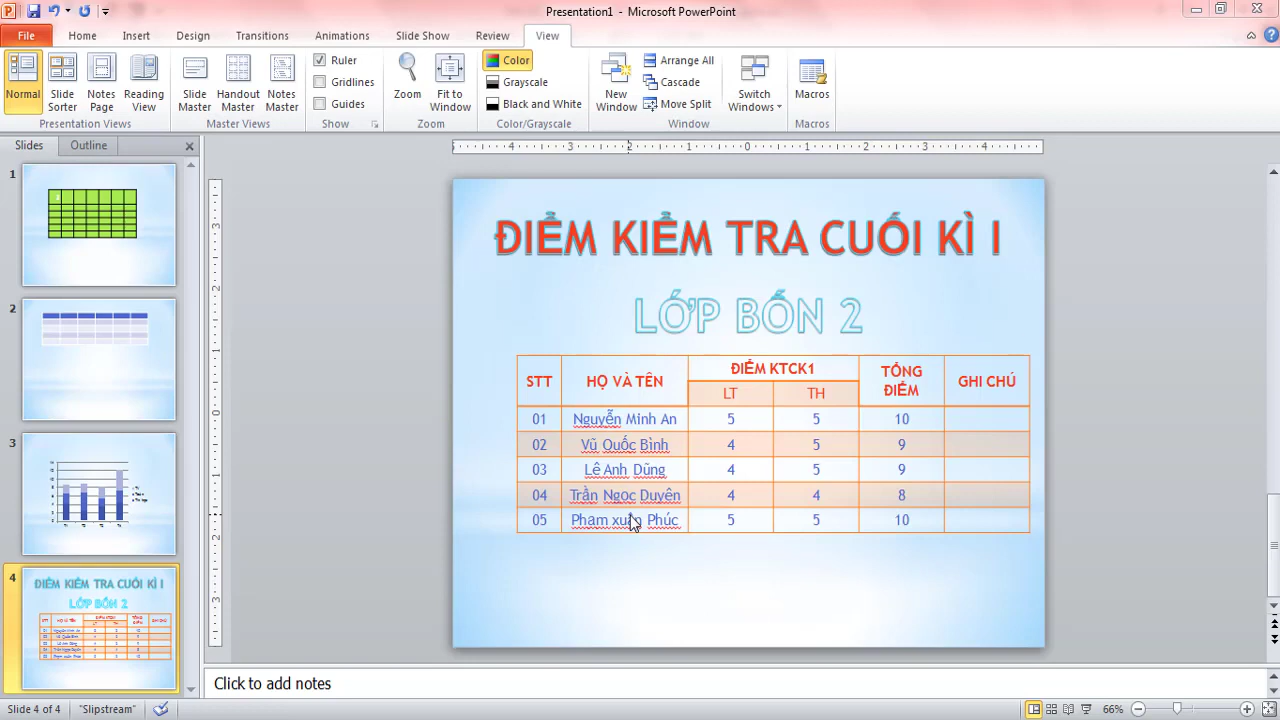 Presentation1 - Microsoft PowerPoint
File Home Insert Design Transitions Animations Slide Show Review View
Normal Slide Sorter Notes Page Reading View
Presentation Views
Slide Master Handout Master Notes Master
Master Views
Ruler
Gridlines
Guides
Show
Zoom Fit to Window
Zoom
Color
Grayscale
Black and White
Color/Grayscale
New Window
Arrange All
Cascade
Move Split
Switch Windows
Window
Macros
Macros
Slides Outline
1
2
3
4
ĐIỂM KIỂM TRA CUỐI KÌ I
LỚP BỐN 2
ĐIỂM KIỂM TRA CUỐI KÌ I
LỚP BỐN 2
STT HỌ VÀ TÊN ĐIỂM KTCK1 TỔNG ĐIỂM GHI CHÚ
LT TH
01 Nguyễn Minh An 5 5 10
02 Vũ Quốc Bình 4 5 9
03 Lê Anh Dũng 4 5 9
04 Trần Ngọc Duyên 4 4 8
05 Phạm xuân Phúc 5 5 10
Click to add notes
Slide 4 of 4 "Slipstream" 66%